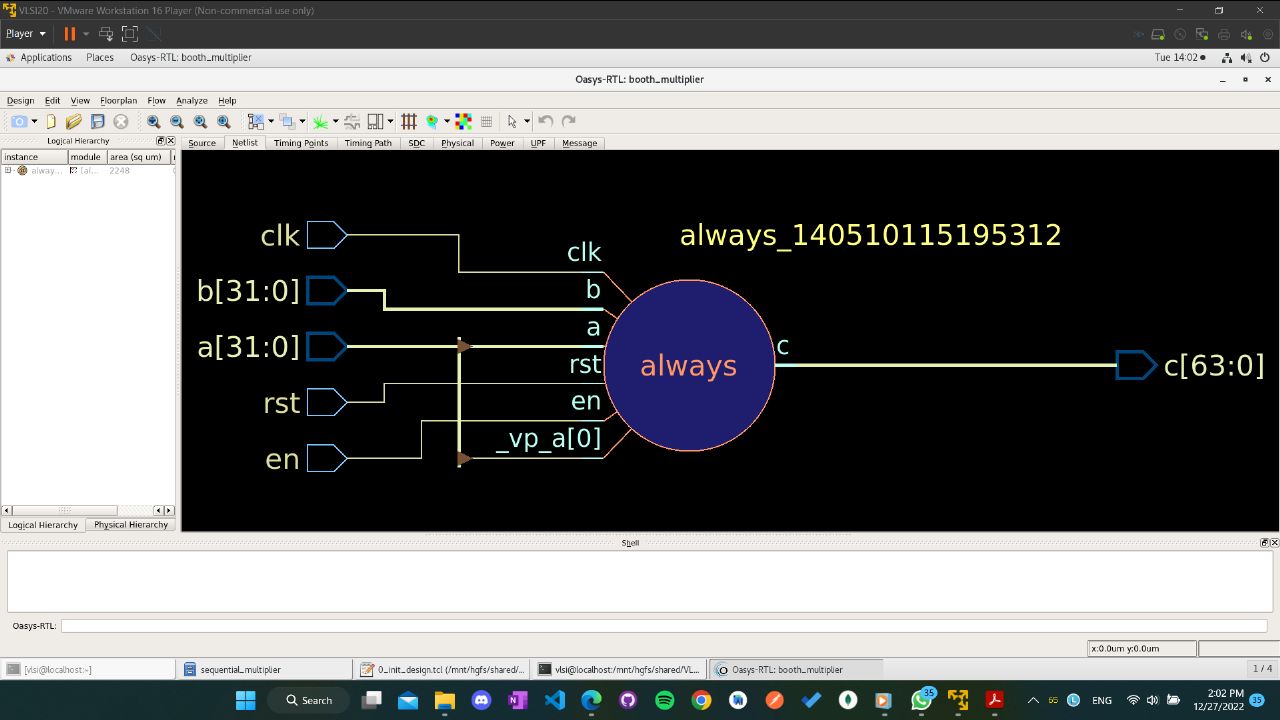 VLSI20 - VMware Workstation 16 Player (Non-commercial use only)
Player
Applications Places Oasys-RTL: booth_multiplier Tue 14:02
Oasys-RTL: booth_multiplier
Design Edit View Floorplan Flow Analyze Help
Logical Hierarchy
Source Netlist Timing Points Timing Path SDC Physical Power UPF Message
instance module area (sq um)
alway... (al... 2248
clk
b[31:0]
a[31:0]
rst
en
clk
b
a
rst
en
_vp_a[0]
always_140510115195312
always
c
c[63:0]
Logical Hierarchy Physical Hierarchy
Shell
Oasys-RTL:
x:0.0um y:0.0um
[vlsi@localhost:~] sequential_multiplier 0_init_design.tcl (/mnt/hgfs/shared/... vlsi@localhost:/mnt/hgfs/shared/VL... Oasys-RTL: booth_multiplier 1 / 4
Search 35 65 ENG 2:02 PM
12/27/2022 35